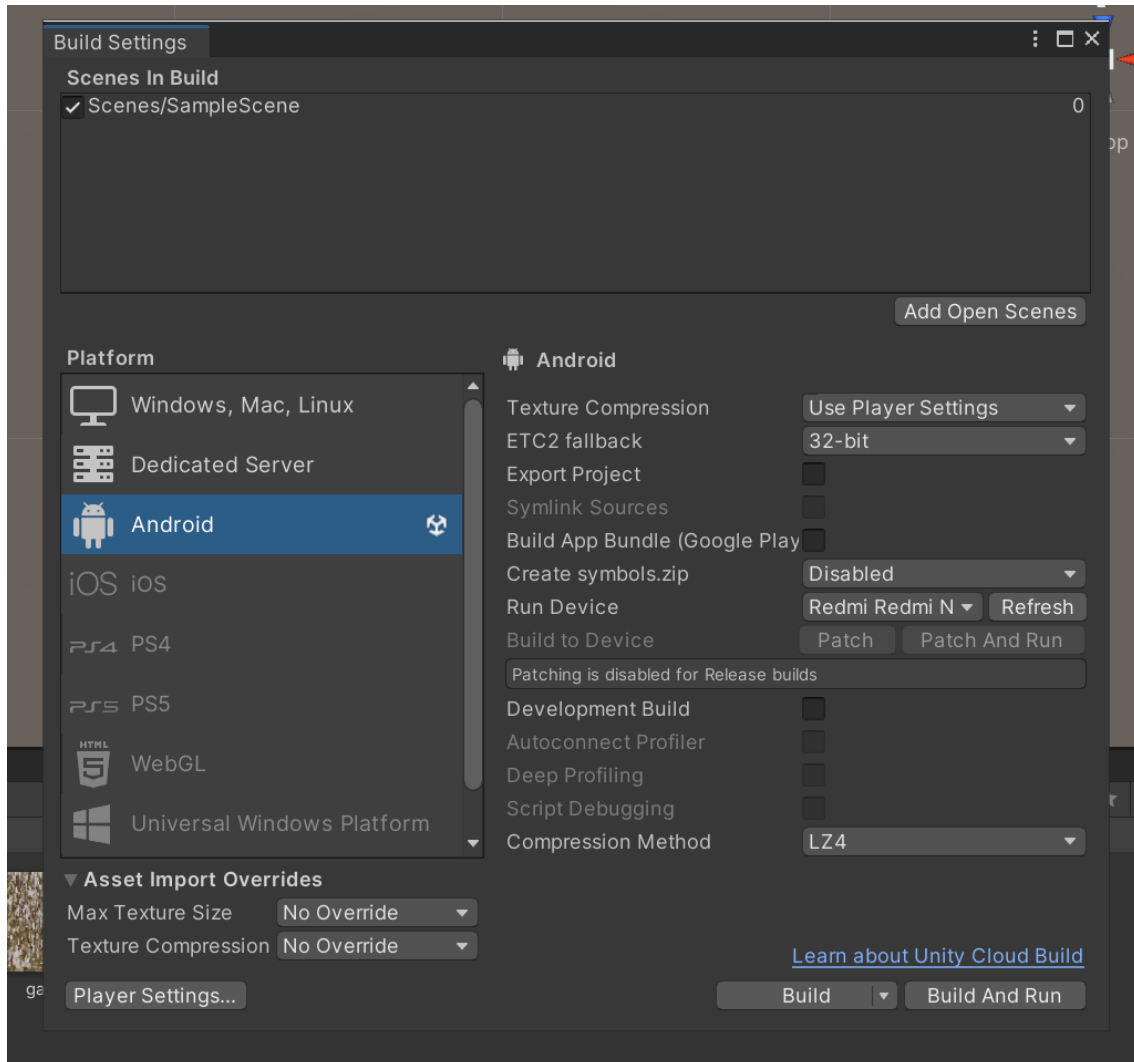 Build Settings
Scenes In Build
Scenes/SampleScene 0
Add Open Scenes
Platform
Windows, Mac, Linux
Dedicated Server
Android
iOS iOS
PS4 PS4
PS5 PS5
HTML
5 WebGL
Universal Windows Platform
Android
Texture Compression Use Player Settings
ETC2 fallback 32-bit
Export Project
Symlink Sources
Build App Bundle (Google Play
Create symbols.zip Disabled
Run Device Redmi Redmi N Refresh
Build to Device Patch Patch And Run
Patching is disabled for Release builds
Development Build
Autoconnect Profiler
Deep Profiling
Script Debugging
Compression Method LZ4
Asset Import Overrides
Max Texture Size No Override
Texture Compression No Override
Learn about Unity Cloud Build
Player Settings... Build Build And Run